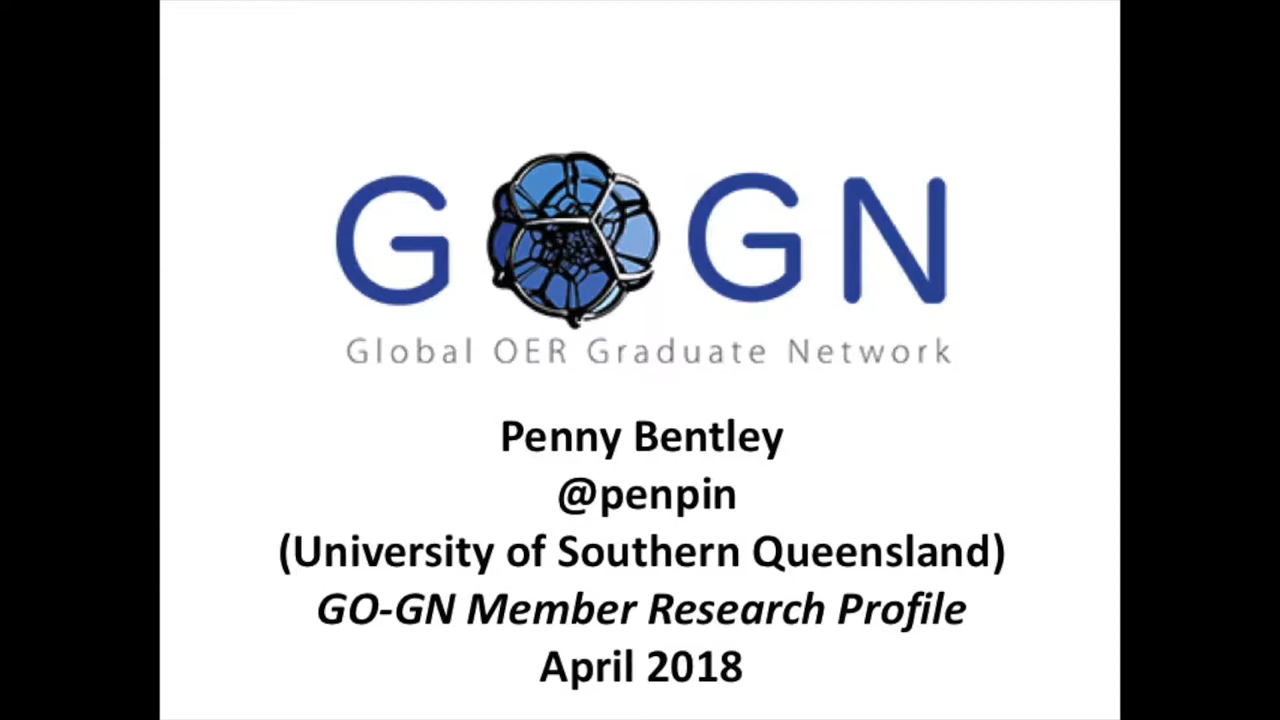 GOGN
Global OER Graduate Network
Penny Bentley
@penpin
(University of Southern Queensland)
GO-GN Member Research Profile
April 2018